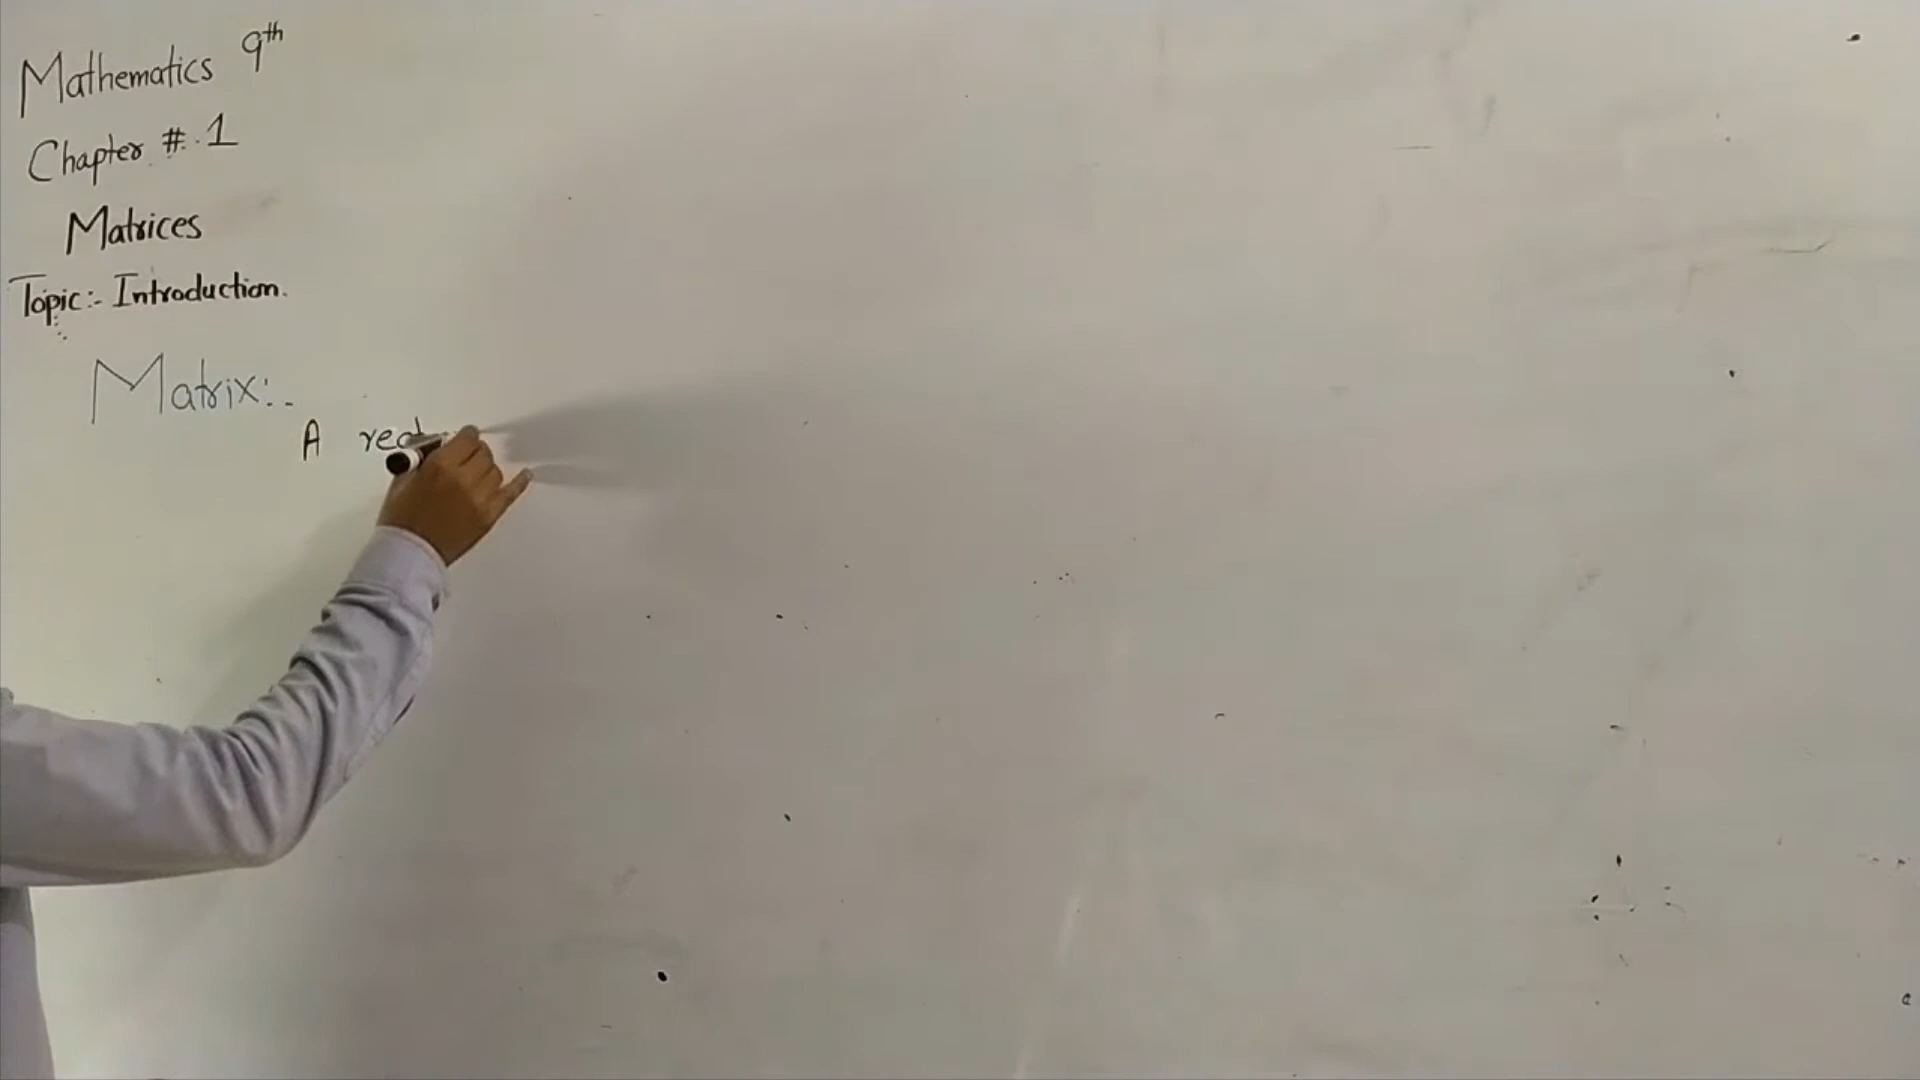 Mathematics 9th
Chapter #.1
Matrices
Topic:- Introduction.
Matrix:-
A rect